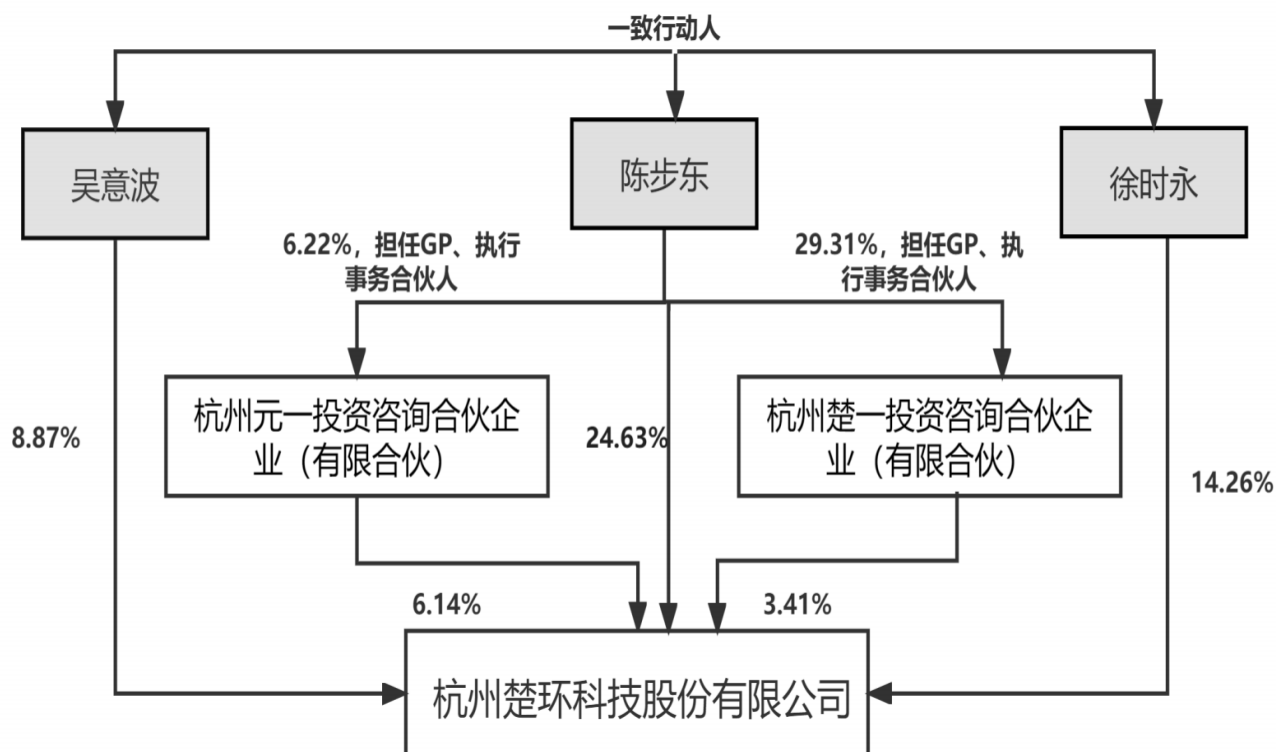 一致行动人
吴意波
陈步东
徐时永
6.22%，担任GP、执行
事务合伙人
29.31%，担任GP、执
行事务合伙人
杭州元一投资咨询合伙企
业（有限合伙）
杭州楚一投资咨询合伙企
业（有限合伙）
8.87%
24.63%
14.26%
6.14%
3.41%
杭州楚环科技股份有限公司